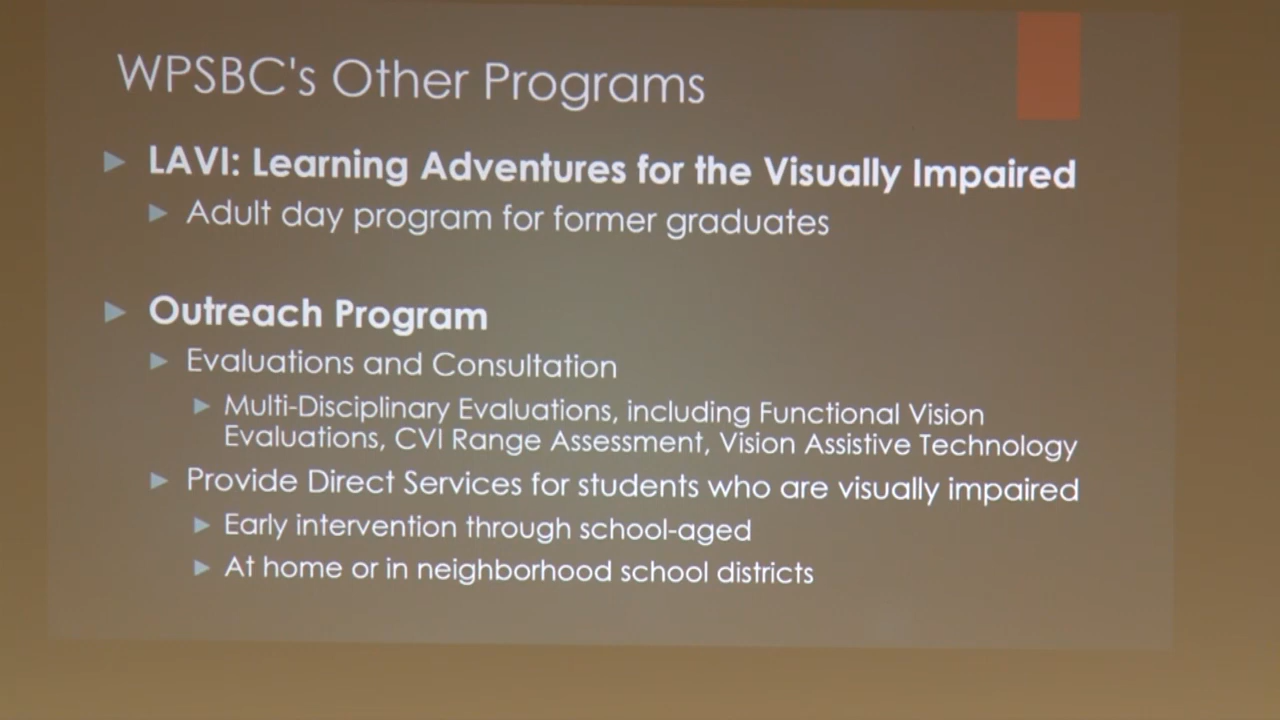 WPSBC's Other Programs
LAVI: Learning Adventures for the Visually Impaired
Adult day program for former graduates
Outreach Program
Evaluations and Consultation
Multi-Disciplinary Evaluations, including Functional Vision
Evaluations, CVI Range Assessment, Vision Assistive Technology
Provide Direct Services for students who are visually impaired
Early intervention through school-aged
At home or in neighborhood school districts